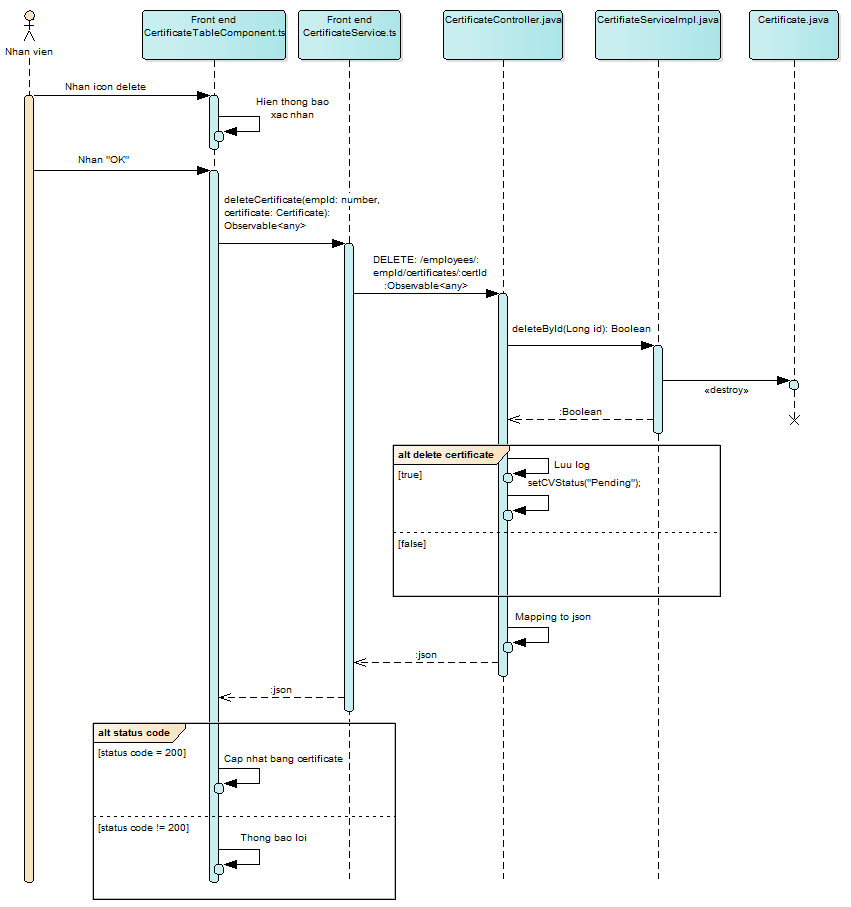 Front end
CertificateTableComponent.ts
Front end
CertificateService.ts
CertificateController.java
CertifiateServiceImpl.java
Certificate.java
Nhan vien
Nhan icon delete
Hien thong bao
xac nhan
Nhan "OK"
deleteCertificate(empId: number,
certificate: Certificate):
Observable<any>
DELETE: /employees/:
empId/certificates/:certId
:Observable<any>
deleteById(Long id): Boolean
«destroy»
:Boolean
alt delete certificate
[true]
Luu log
setCVStatus("Pending");
[false]
Mapping to json
:json
:json
alt status code
[status code = 200]
Cap nhat bang certificate
[status code != 200]
Thong bao loi